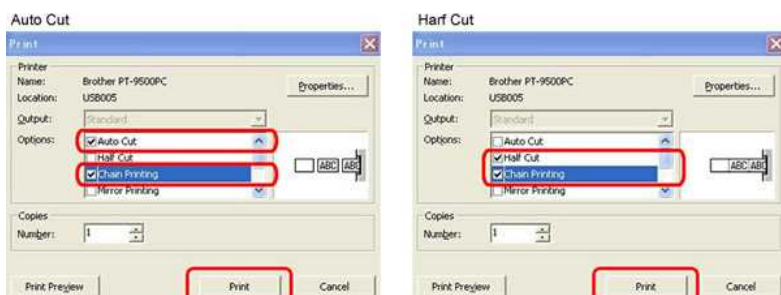 Auto Cut
Print
Printer
Name: Brother PT-9500PC
Properties...
Location: USB005
Output: Standard
Options: Auto Cut
Half Cut
Chain Printing
Mirror Printing
ABC ABC
Copies
Number: 1
Print Preview Print Cancel
Harf Cut
Print
Printer
Name: Brother PT-9500PC
Properties...
Location: USB005
Output: Standard
Options: Auto Cut
Half Cut
Chain Printing
Mirror Printing
ABC ABC
Copies
Number: 1
Print Preview Print Cancel